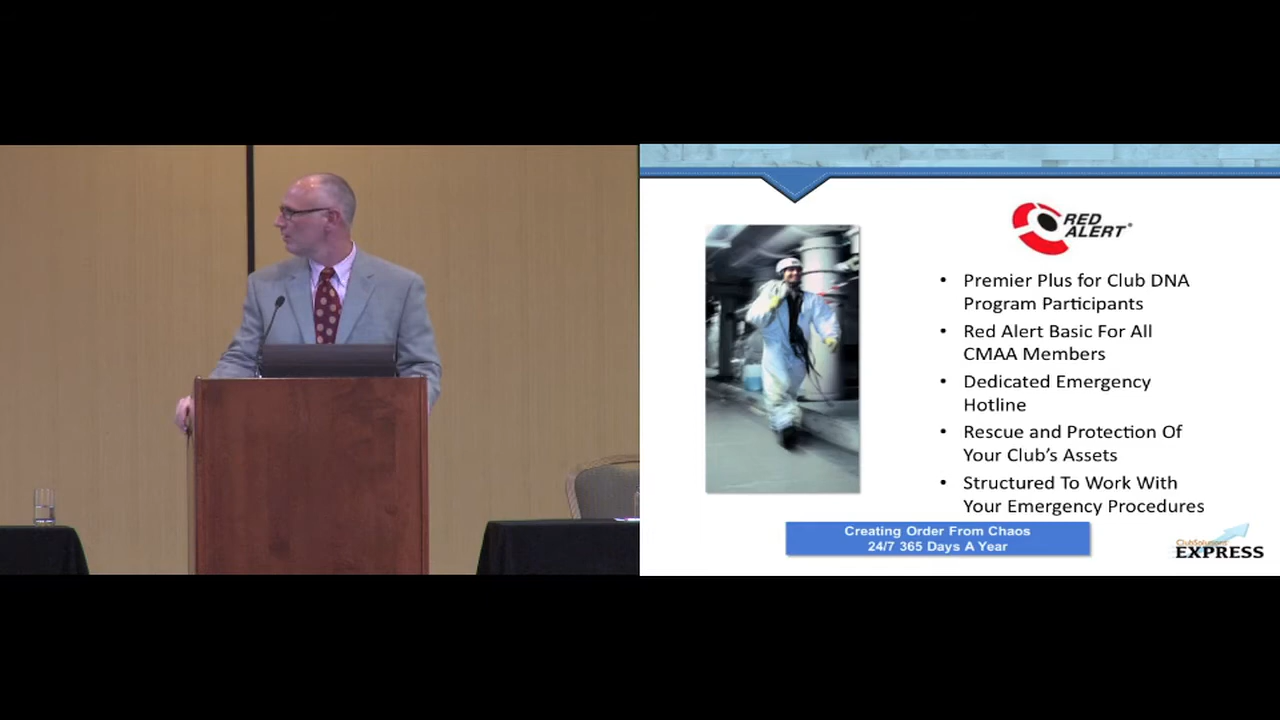 RED
ALERT®
• Premier Plus for Club DNA
Program Participants
• Red Alert Basic For All
CMAA Members
• Dedicated Emergency
Hotline
• Rescue and Protection Of
Your Club's Assets
• Structured To Work With
Your Emergency Procedures
Creating Order From Chaos
24/7 365 Days A Year
ClubSolutions
EXPRESS